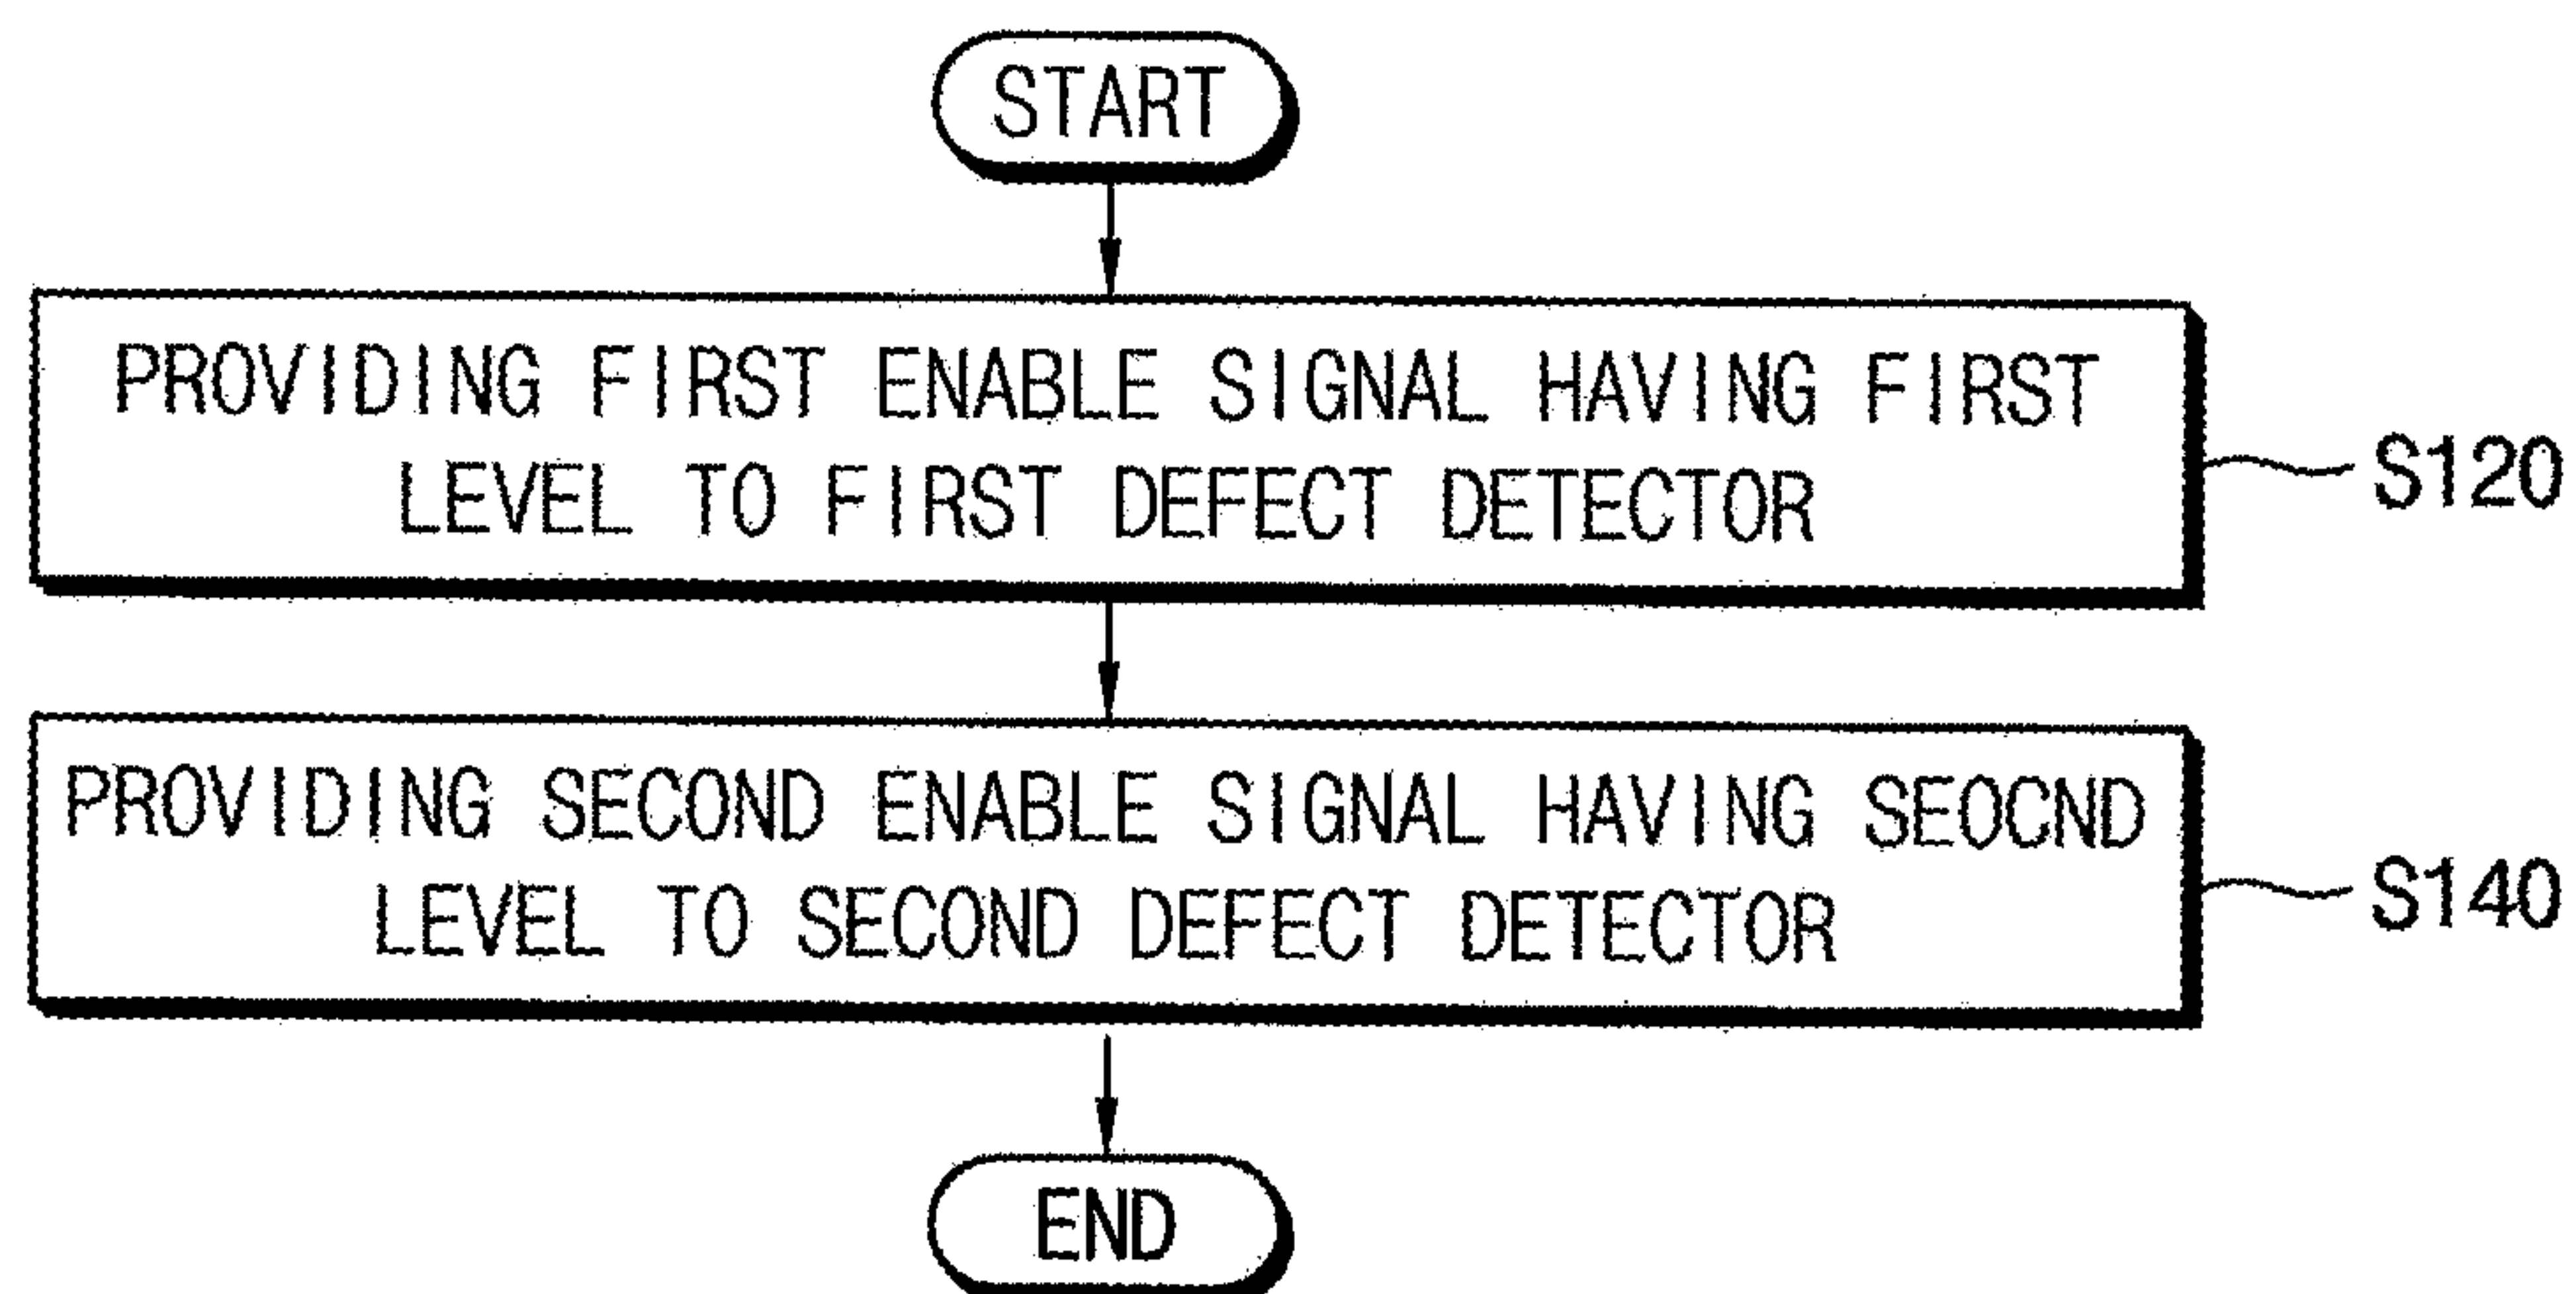 START
PROVIDING FIRST ENABLE SIGNAL HAVING FIRST
LEVEL TO FIRST DEFECT DETECTOR
S120
PROVIDING SECOND ENABLE SIGNAL HAVING SEOCND
LEVEL TO SECOND DEFECT DETECTOR
S140
END